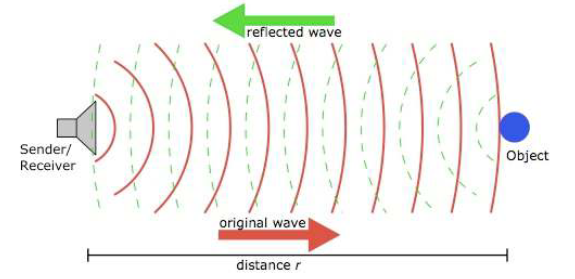 reflected wave
Sender/
Receiver
Object
original wave
distance r